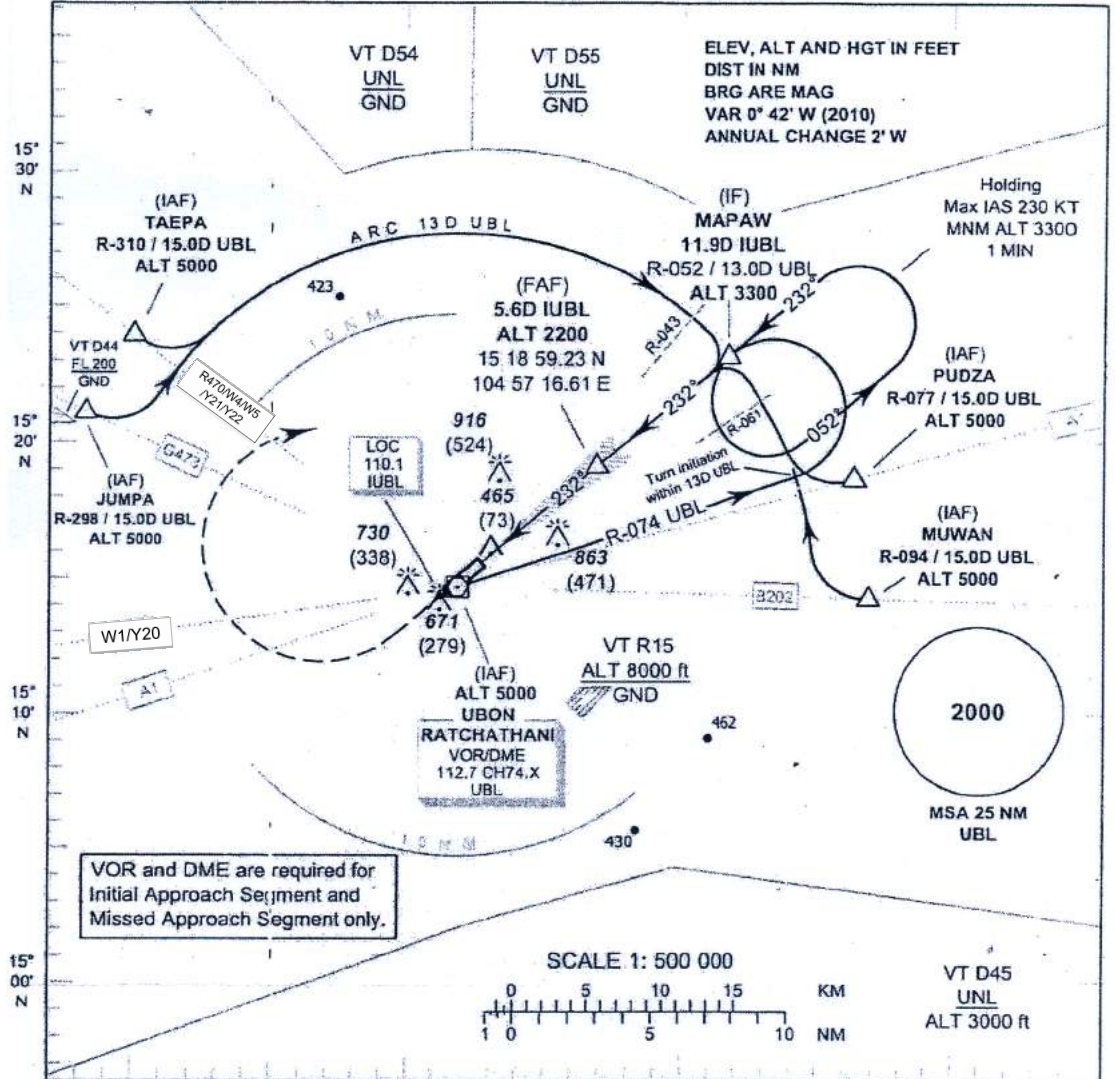 VT D54
UNL
GND
VT D55
UNL
GND
ELEV, ALT AND HGT IN FEET
DIST IN NM
BRG ARE MAG
VAR 0° 42' W (2010)
ANNUAL CHANGE 2' W
15°
30'
N
(IAF)
TAEPA
R-310 / 15.0D UBL
ALT 5000
ARC 13D UBL
(IF)
MAPAW
11.9D IUBL
R-052 / 13.0D UBL
ALT 3300
Holding
Max IAS 230 KT
MNM ALT 3300
1 MIN
423
10 NM
(FAF)
5.6D IUBL
ALT 2200
15 18 59.23 N
104 57 16.61 E
R-043
232°
232°
VT D44
FL 200
GND
R470/W4/W5
/Y21/Y22
(IAF)
PUDZA
R-077 / 15.0D UBL
ALT 5000
15°
20'
N
G473
916
(524)
R-061
052°
A1
LOC
110.1
IUBL
465
(73)
232°
Turn initiation
within 13D UBL
(IAF)
JUMPA
R-298 / 15.0D UBL
ALT 5000
R-074 UBL
(IAF)
MUWAN
R-094 / 15.0D UBL
ALT 5000
730
(338)
863
(471)
B202
671
(279)
W1/Y20
A1
VT R15
ALT 8000 ft
GND
15°
10'
N
(IAF)
ALT 5000
UBON
RATCHATHANI
VOR/DME
112.7 CH74.X
UBL
462
2000
MSA 25 NM
UBL
10 NM
430
VOR and DME are required for
Initial Approach Segment and
Missed Approach Segment only.
15°
00'
N
SCALE 1: 500 000
0 5 10 15 KM
1 0 5 10 NM
VT D45
UNL
ALT 3000 ft